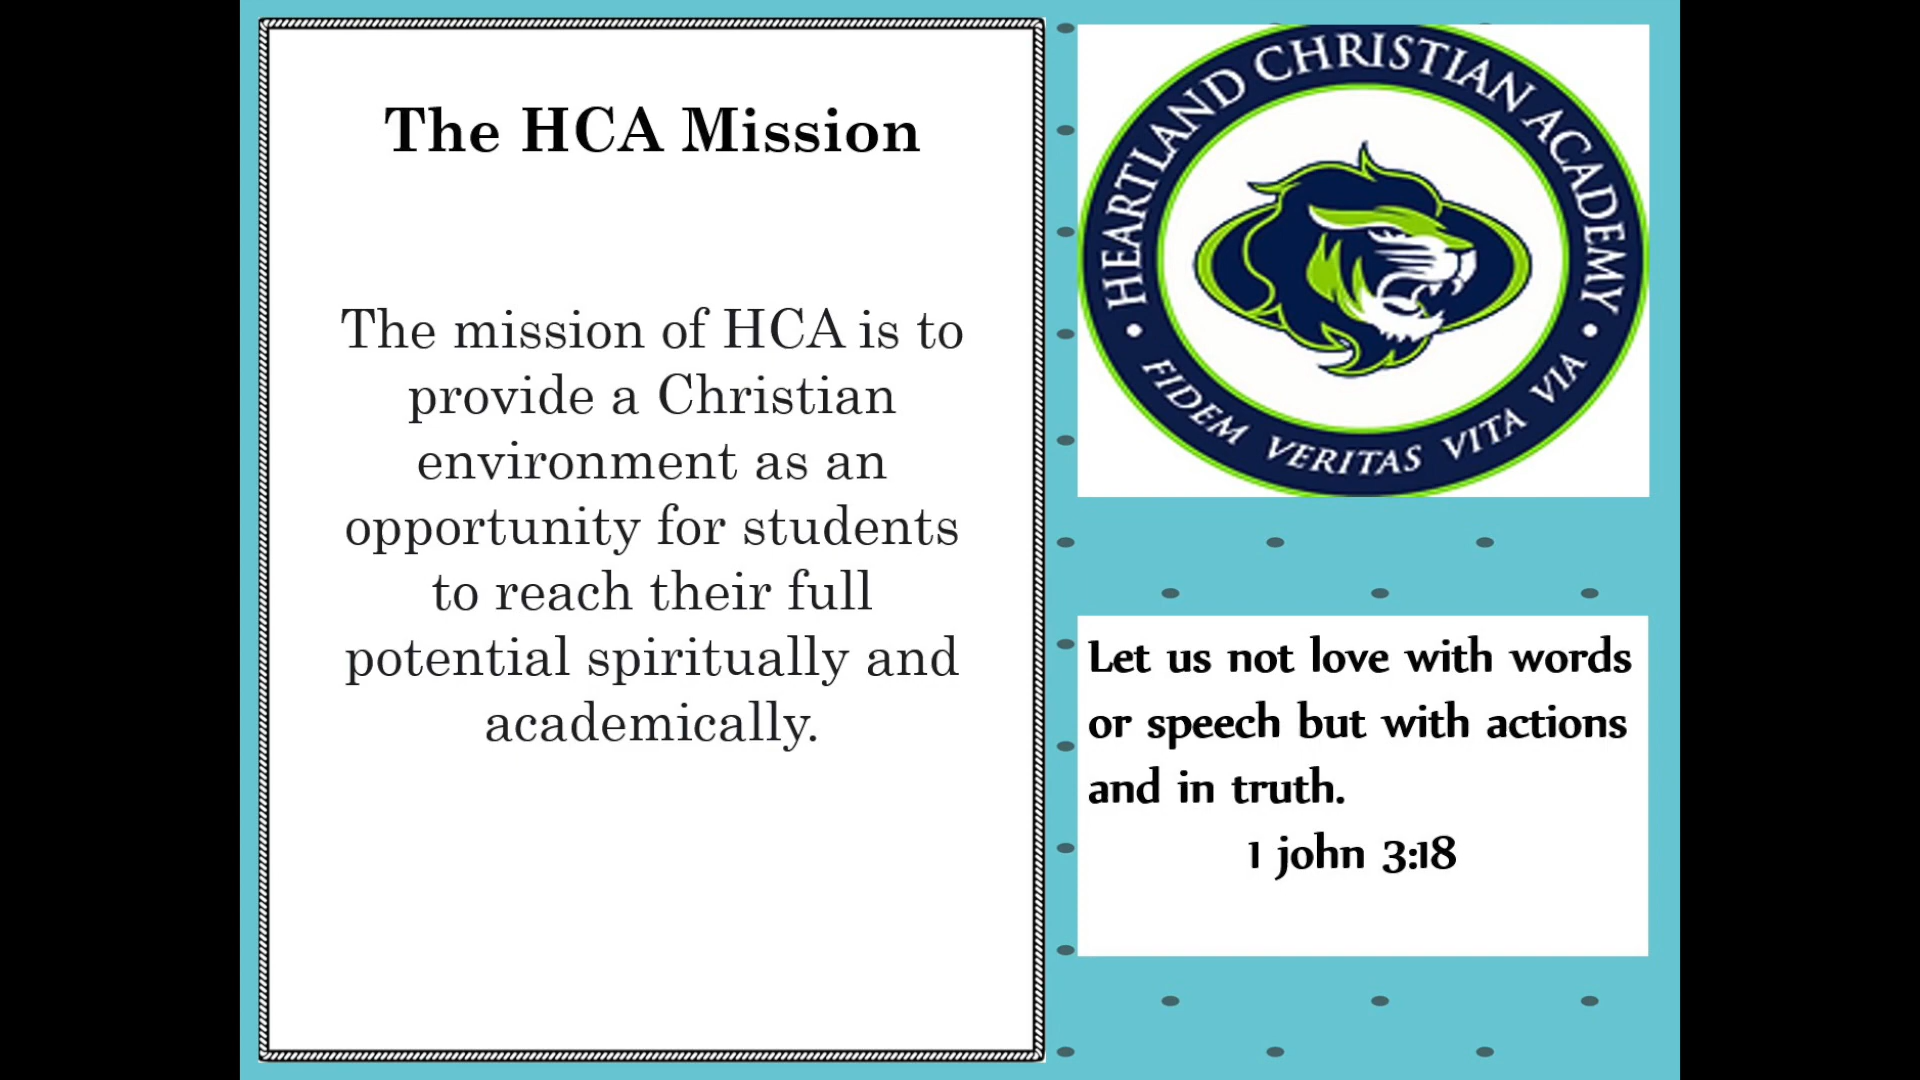 The HCA Mission
The mission of HCA is to
provide a Christian
environment as an
opportunity for students
to reach their full
potential spiritually and
academically.
HEARTLAND CHRISTIAN ACADEMY
FIDEM VERITAS VITA VIA
Let us not love with words
or speech but with actions
and in truth.
1 john 3:18